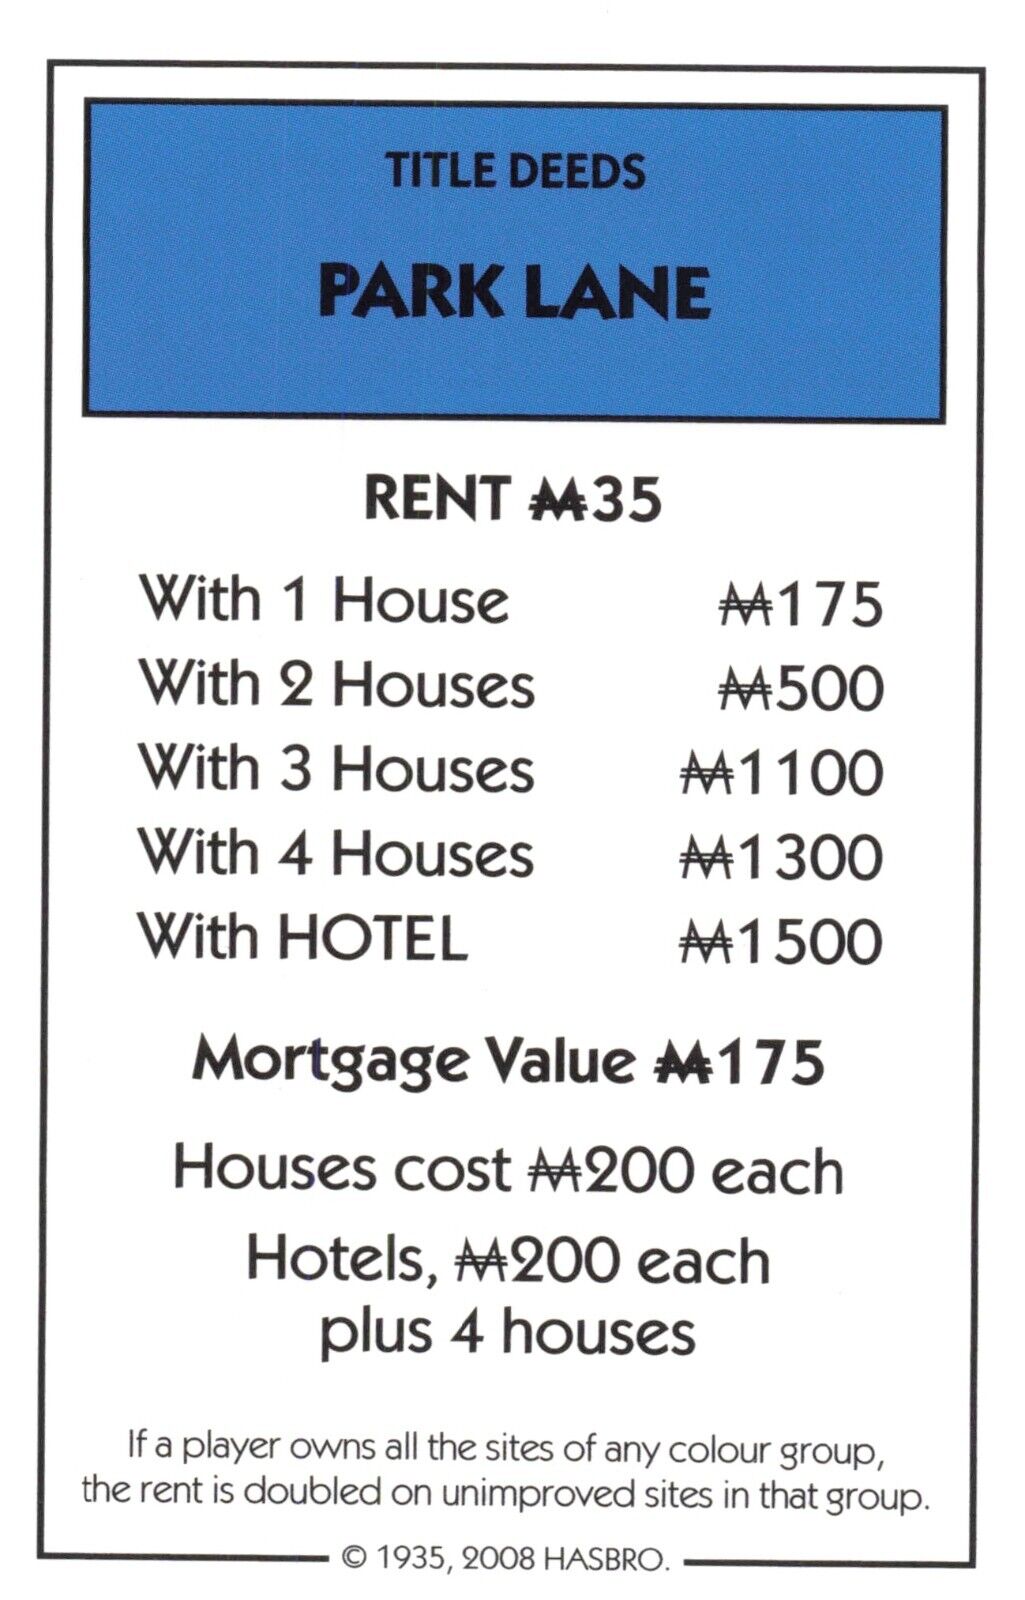 TITLE DEEDS
PARK LANE
RENT ₩35
With 1 House ₩175
With 2 Houses ₩500
With 3 Houses ₩1100
With 4 Houses ₩1300
With HOTEL ₩1500
Mortgage Value ₩175
Houses cost ₩200 each
Hotels, ₩200 each
plus 4 houses
If a player owns all the sites of any colour group,
the rent is doubled on unimproved sites in that group.
© 1935, 2008 HASBRO.